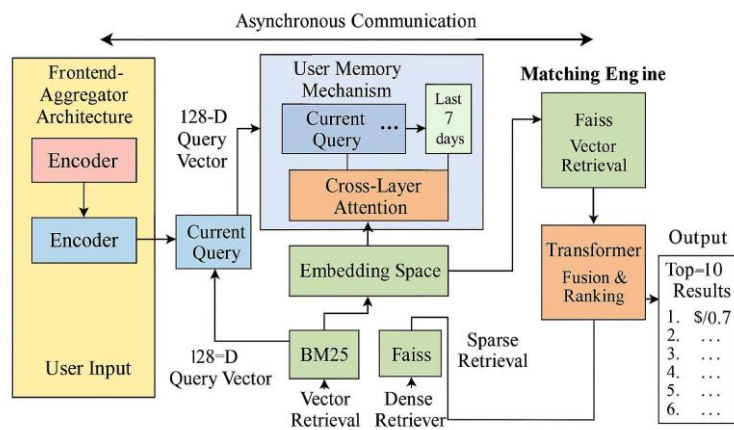 Asynchronous Communication
Frontend-
Aggregator
Architecture
Encoder
Encoder
User Input
128-D
Query
Vector
Current
Query
I28=D
Query Vector
User Memory
Mechanism
Current
Query
...
Last
7
days
Cross-Layer
Attention
Embedding Space
BM25
Vector
Retrieval
Faiss
Dense
Retriever
Sparse
Retrieval
Matching Engine
Faiss
Vector
Retrieval
Transformer
Fusion &
Ranking
Output
Top=10
Results
1. $/0.7
2. ...
3. ...
4. ...
5. ...
6. ...